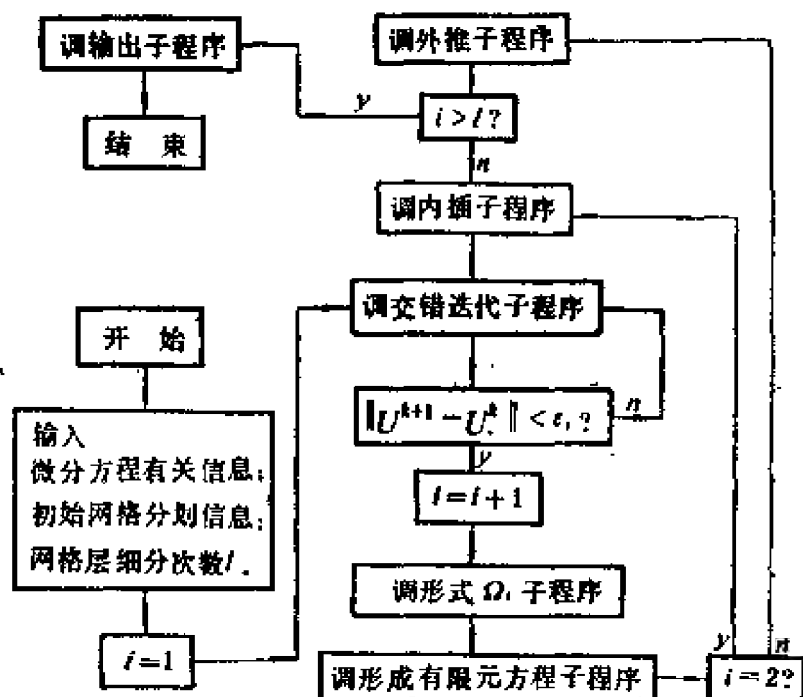 调输出子程序
调外推子程序
y
i > l?
结 束
n
调内插子程序
调交错迭代子程序
开 始
‖U^{k+1} - U^k‖ < ε_i ?
n
输入
微分方程有关信息;
初始网格分划信息;
网格层细分次数l.
y
i = i + 1
调形式 Ω_i 子程序
i = 1
y
n
调形成有限元方程子程序
i = 2?